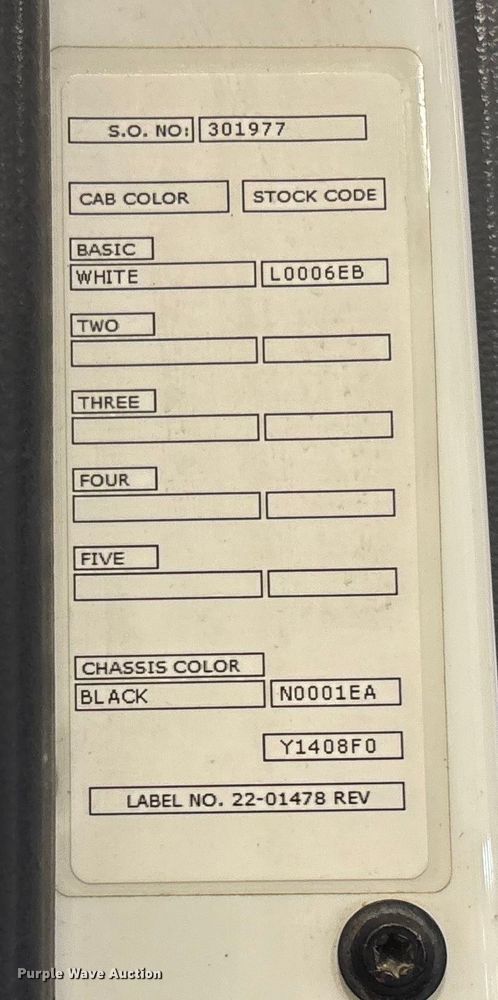 S.O. NO: 301977
CAB COLOR STOCK CODE
BASIC
WHITE L0006EB
TWO
THREE
FOUR
FIVE
CHASSIS COLOR
BLACK N0001EA
Y1408F0
LABEL NO. 22-01478 REV
Purple Wave Auction